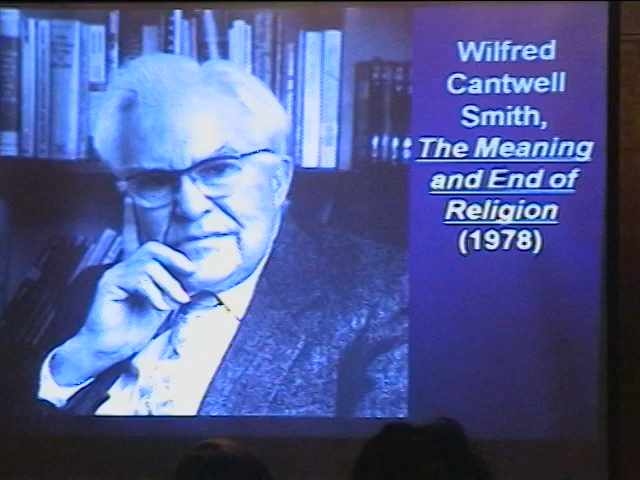 Wilfred
Cantwell
Smith,
The Meaning
and End of
Religion
(1978)